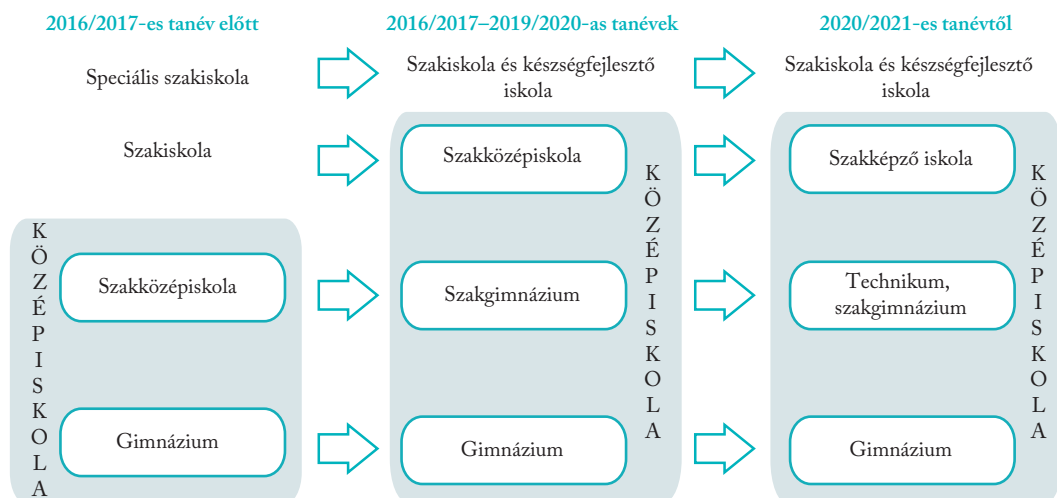 2016/2017-es tanév előtt
2016/2017–2019/2020-as tanévek
2020/2021-es tanévtől
Speciális szakiskola
Szakiskola és készségfejlesztő
iskola
Szakiskola és készségfejlesztő
iskola
Szakiskola
Szakközépiskola
Szakképző iskola
Szakközépiskola
Szakgimnázium
Technikum,
szakgimnázium
Gimnázium
Gimnázium
Gimnázium
KÖZÉPISKOLA
KÖZÉPISKOLA
KÖZÉPISKOLA